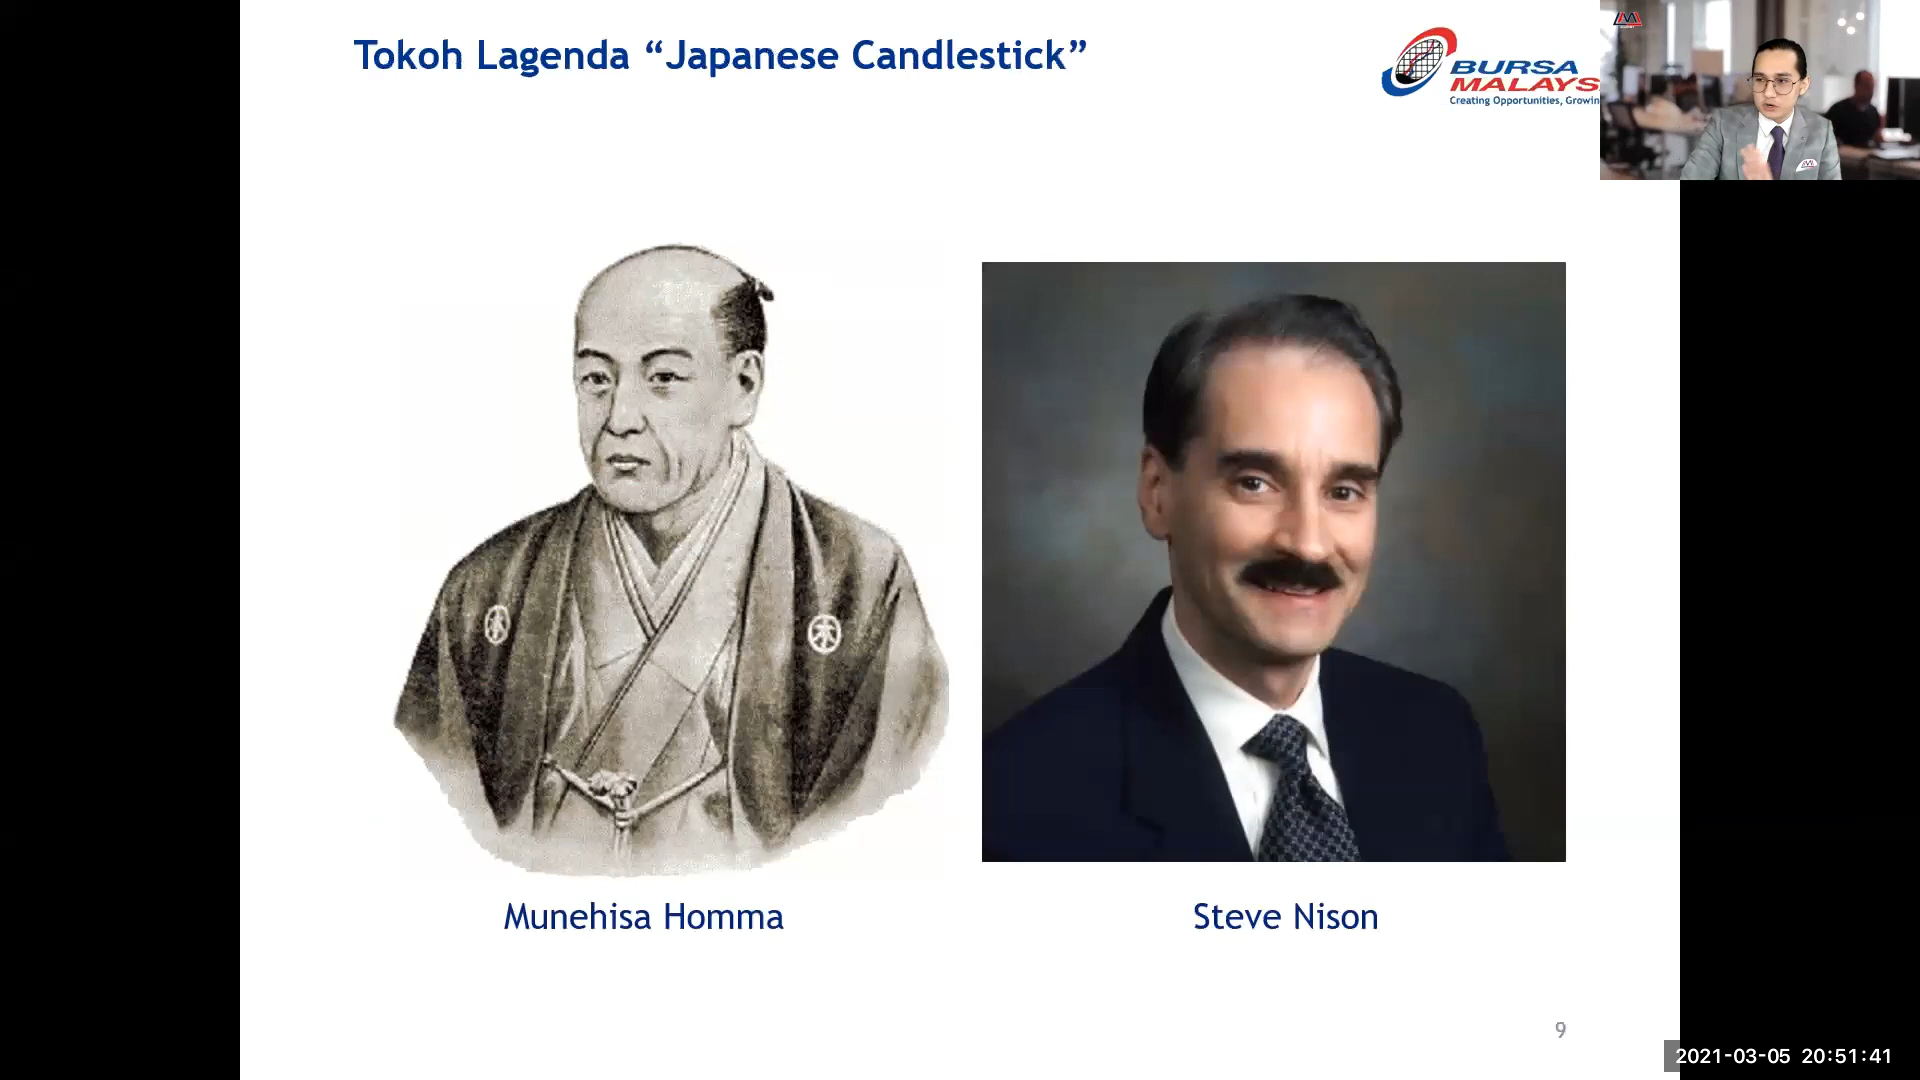 Tokoh Lagenda “Japanese Candlestick”
BURSA
MALAYS
Creating Opportunities, Growin
Munehisa Homma
Steve Nison
9
2021-03-05 20:51:41